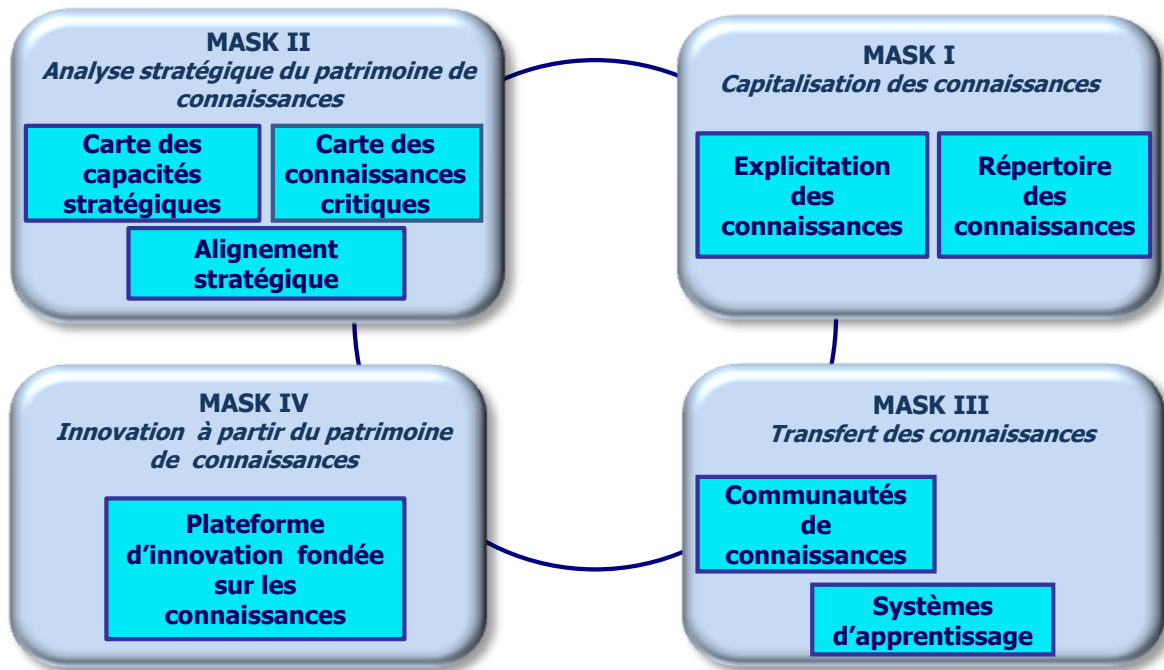 MASK II
Analyse stratégique du patrimoine de
connaissances
Carte des
capacités
stratégiques
Carte des
connaissances
critiques
Alignement
stratégique
MASK I
Capitalisation des connaissances
Explicitation
des
connaissances
Répertoire
des
connaissances
MASK IV
Innovation à partir du patrimoine
de connaissances
Plateforme
d’innovation fondée
sur les
connaissances
MASK III
Transfert des connaissances
Communautés
de
connaissances
Systèmes
d’apprentissage